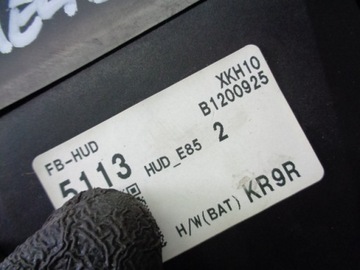 XKH10
B1200925
FB-HUD
5113
HUD_E85
2
H/W(BAT) KR9R